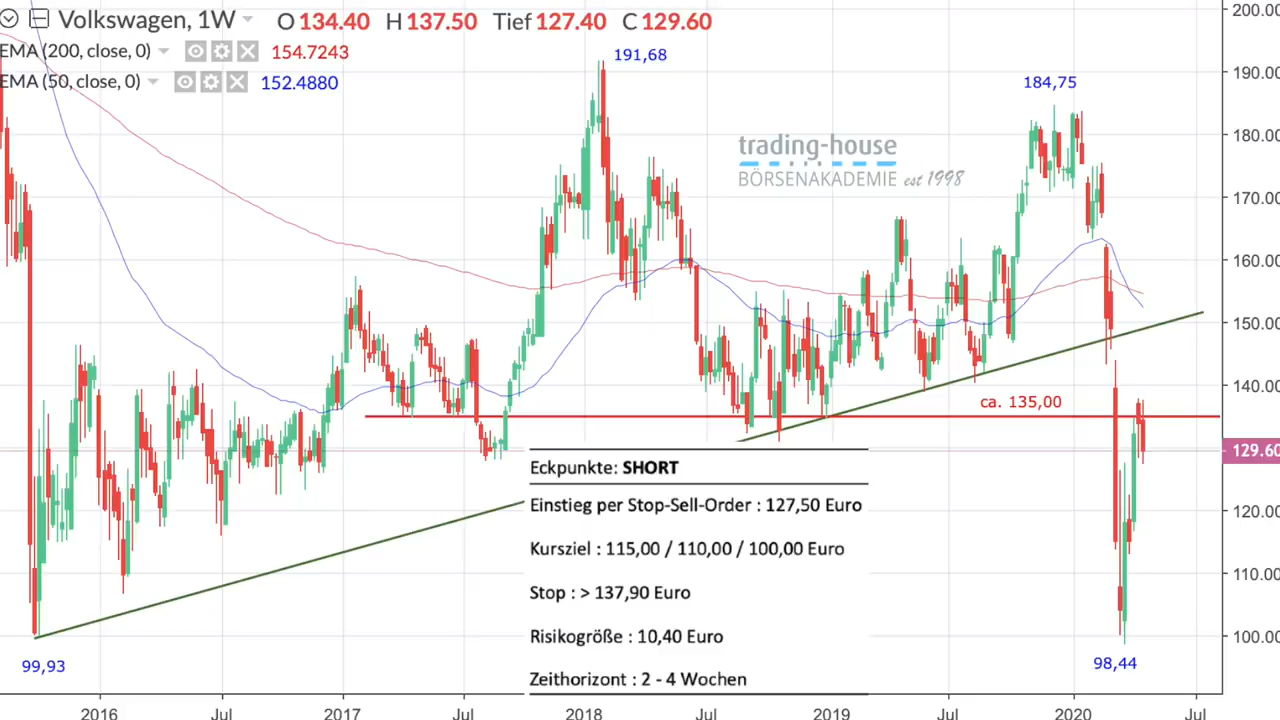 Volkswagen, 1W O 134.40 H 137.50 Tief 127.40 C 129.60
EMA (200, close, 0) 154.7243
EMA (50, close, 0) 152.4880
191,68
184,75
trading-house
BÖRSENAKADEMIE est 1998
ca. 135,00
Eckpunkte: SHORT
Einstieg per Stop-Sell-Order : 127,50 Euro
Kursziel : 115,00 / 110,00 / 100,00 Euro
Stop : > 137,90 Euro
Risikogröße : 10,40 Euro
Zeithorizont : 2 - 4 Wochen
99,93
98,44
200.00
190.00
180.00
170.00
160.00
150.00
140.00
129.60
120.00
110.00
100.00
2016 Jul 2017 Jul 2018 Jul 2019 Jul 2020 Jul